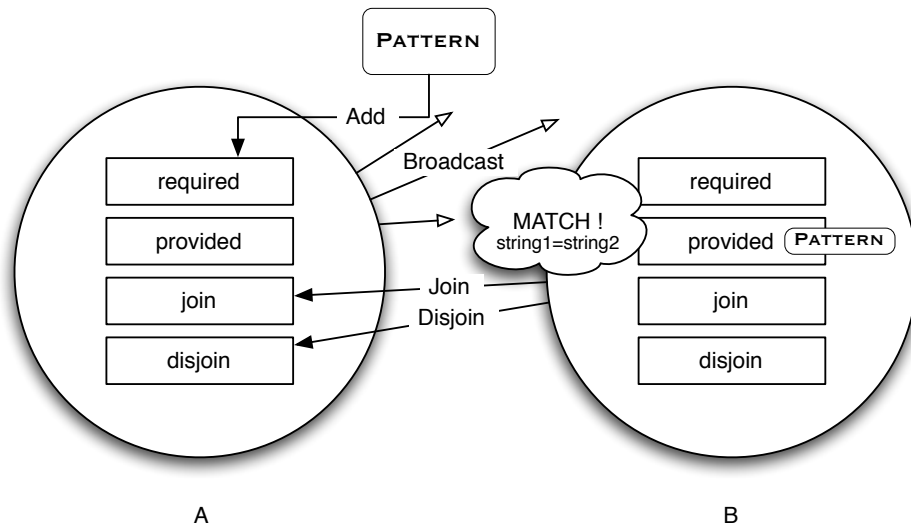 PATTERN
Add
Broadcast
required
provided
join
disjoin
MATCH !
string1=string2
Join
Disjoin
required
provided
PATTERN
join
disjoin
A
B